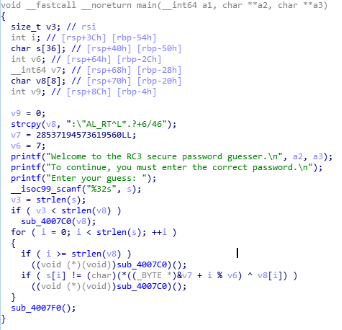 void __fastcall __noreturn main(__int64 a1, char **a2, char **a3)
{
size_t v3; // rsi
int i; // [rsp+3Ch] [rbp-54h]
char s[36]; // [rsp+40h] [rbp-50h]
int v6; // [rsp+64h] [rbp-2Ch]
__int64 v7; // [rsp+68h] [rbp-28h]
char v8[8]; // [rsp+70h] [rbp-20h]
int v9; // [rsp+8Ch] [rbp-4h]
v9 = 0;
strcpy(v8, ":\"AL_RT^L*.?+6/46");
v7 = 28537194573619560LL;
v6 = 7;
printf("Welcome to the RC3 secure password guesser.\n", a2, a3);
printf("To continue, you must enter the correct password.\n");
printf("Enter your guess: ");
__isoc99_scanf("%32s", s);
v3 = strlen(s);
if ( v3 < strlen(v8) )
sub_4007C0(v8);
for ( i = 0; i < strlen(s); ++i )
{
if ( i >= strlen(v8) )
((void (*)(void))sub_4007C0)();
if ( s[i] != (char)(*((_BYTE *)&v7 + i % v6) ^ v8[i]) )
((void (*)(void))sub_4007C0)();
}
sub_4007F0();
}